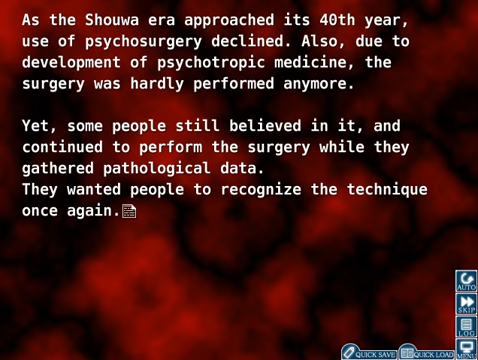 As the Shouwa era approached its 40th year,
use of psychosurgery declined. Also, due to
development of psychotropic medicine, the
surgery was hardly performed anymore.
Yet, some people still believed in it, and
continued to perform the surgery while they
gathered pathological data.
They wanted people to recognize the technique
once again.
AUTO
SKIP
LOG
MENU
QUICK SAVE QUICK LOAD